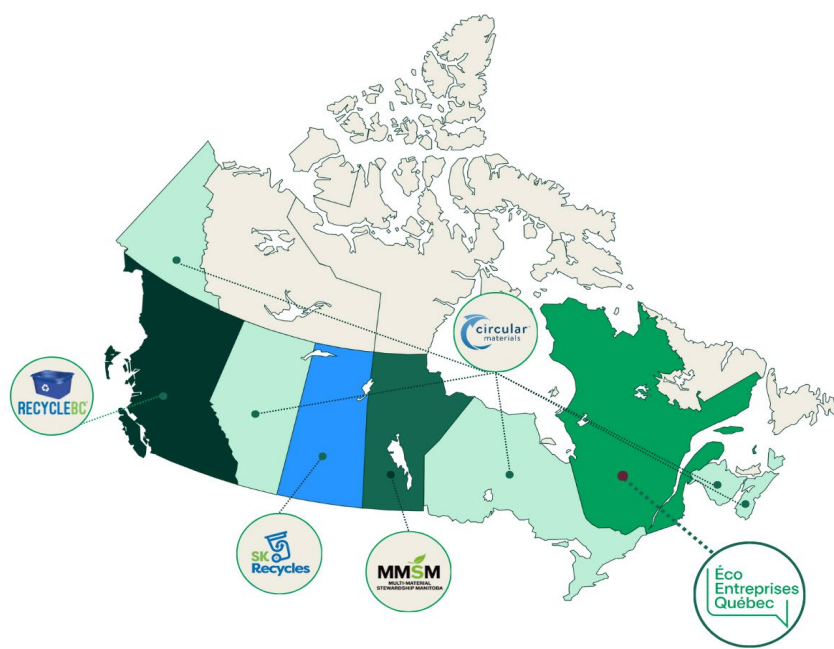 circular
materials
RECYCLEBC
SK
Recycles
MMSM
MULTI-MATERIAL
STEWARDSHIP MANITOBA
Éco
Entreprises
Québec